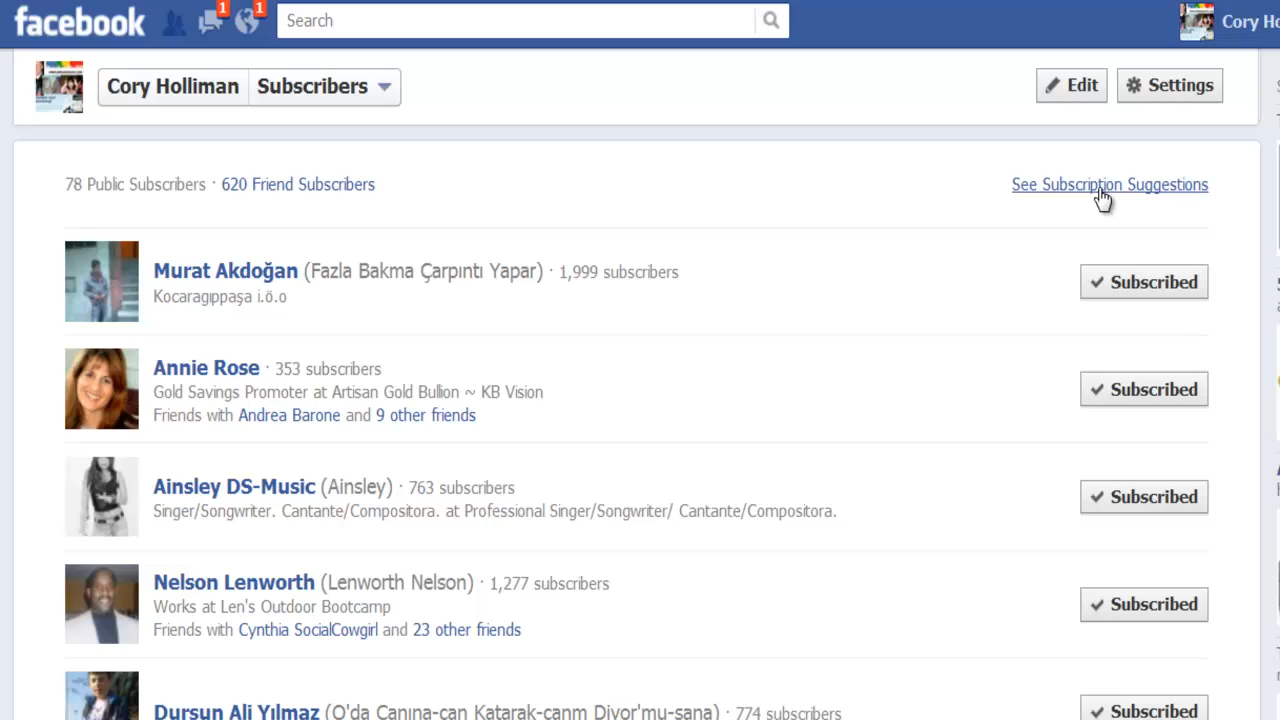 facebook
1
1
Search
Cory Ho
Cory Holliman
Subscribers
Edit
Settings
78 Public Subscribers · 620 Friend Subscribers
See Subscription Suggestions
Murat Akdoğan (Fazla Bakma Çarpıntı Yapar) · 1,999 subscribers
Kocaragıppaşa i.ö.o
Subscribed
Annie Rose · 353 subscribers
Gold Savings Promoter at Artisan Gold Bullion ~ KB Vision
Friends with Andrea Barone and 9 other friends
Subscribed
Ainsley DS-Music (Ainsley) · 763 subscribers
Singer/Songwriter. Cantante/Compositora. at Professional Singer/Songwriter/ Cantante/Compositora.
Subscribed
Nelson Lenworth (Lenworth Nelson) · 1,277 subscribers
Works at Len's Outdoor Bootcamp
Friends with Cynthia SocialCowgirl and 23 other friends
Subscribed
Dursun Ali Yılmaz (O'da Canına-can Katarak-canm Diyor'mu-sana) · 774 subscribers
Subscribed